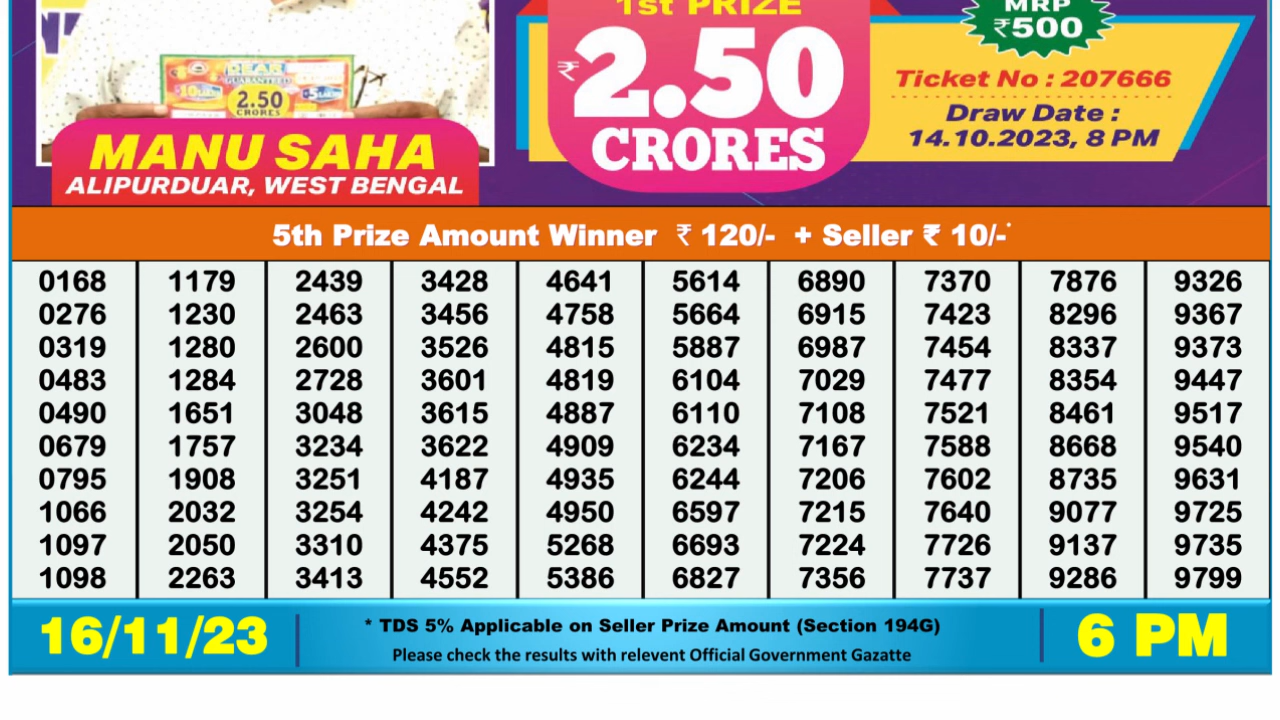 1st PRIZE
₹2.50
CRORES
MRP
₹500
Ticket No : 207666
Draw Date :
14.10.2023, 8 PM
DEAR
GUARANTEED
2.50
CRORES
MANU SAHA
ALIPURDUAR, WEST BENGAL
5th Prize Amount Winner ₹ 120/- + Seller ₹ 10/-*
0168 1179 2439 3428 4641 5614 6890 7370 7876 9326
0276 1230 2463 3456 4758 5664 6915 7423 8296 9367
0319 1280 2600 3526 4815 5887 6987 7454 8337 9373
0483 1284 2728 3601 4819 6104 7029 7477 8354 9447
0490 1651 3048 3615 4887 6110 7108 7521 8461 9517
0679 1757 3234 3622 4909 6234 7167 7588 8668 9540
0795 1908 3251 4187 4935 6244 7206 7602 8735 9631
1066 2032 3254 4242 4950 6597 7215 7640 9077 9725
1097 2050 3310 4375 5268 6693 7224 7726 9137 9735
1098 2263 3413 4552 5386 6827 7356 7737 9286 9799
16/11/23
* TDS 5% Applicable on Seller Prize Amount (Section 194G)
Please check the results with relevent Official Government Gazatte
6 PM